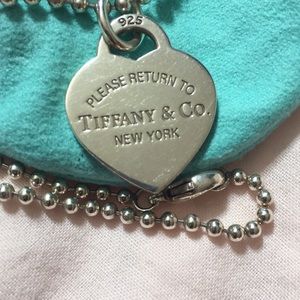 925
PLEASE RETURN TO
TIFFANY & CO.
NEW YORK